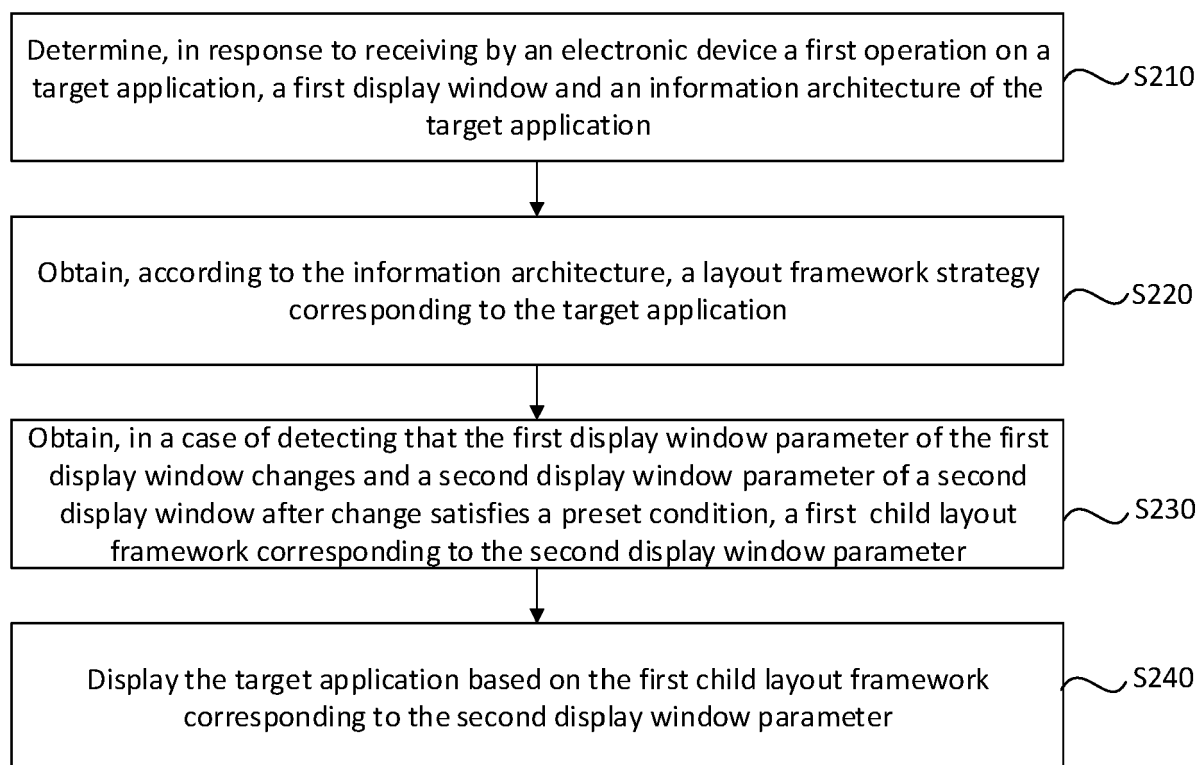 Determine, in response to receiving by an electronic device a first operation on a
target application, a first display window and an information architecture of the
target application
S210
Obtain, according to the information architecture, a layout framework strategy
corresponding to the target application
S220
Obtain, in a case of detecting that the first display window parameter of the first
display window changes and a second display window parameter of a second
display window after change satisfies a preset condition, a first child layout
framework corresponding to the second display window parameter
S230
Display the target application based on the first child layout framework
corresponding to the second display window parameter
S240